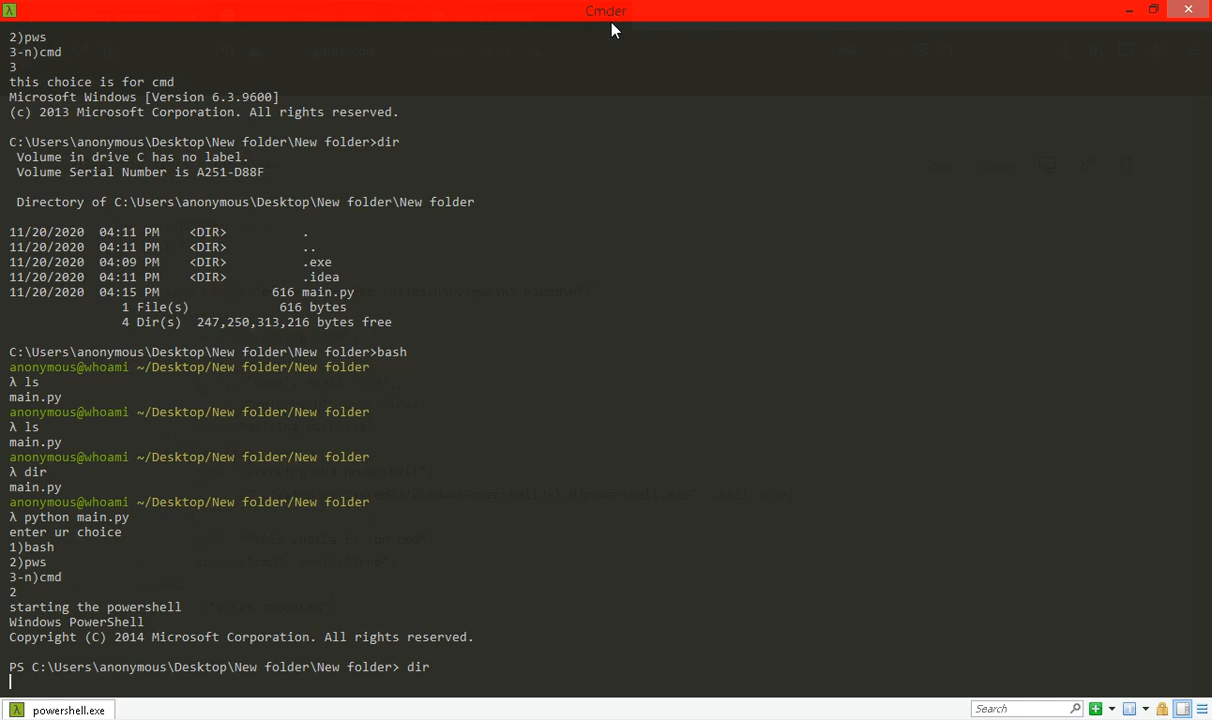 Cmder
2)pws
3-n)cmd
3
this choice is for cmd
Microsoft Windows [Version 6.3.9600]
(c) 2013 Microsoft Corporation. All rights reserved.
C:\Users\anonymous\Desktop\New folder\New folder>dir
Volume in drive C has no label.
Volume Serial Number is A251-D88F
Directory of C:\Users\anonymous\Desktop\New folder\New folder
11/20/2020 04:11 PM <DIR> .
11/20/2020 04:11 PM <DIR> ..
11/20/2020 04:09 PM <DIR> .exe
11/20/2020 04:11 PM <DIR> .idea
11/20/2020 04:15 PM 616 main.py
1 File(s) 616 bytes
4 Dir(s) 247,250,313,216 bytes free
C:\Users\anonymous\Desktop\New folder\New folder>bash
anonymous@whoami ~/Desktop/New folder/New folder
λ ls
main.py
anonymous@whoami ~/Desktop/New folder/New folder
λ ls
main.py
anonymous@whoami ~/Desktop/New folder/New folder
λ dir
main.py
anonymous@whoami ~/Desktop/New folder/New folder
λ python main.py
enter ur choice
1)bash
2)pws
3-n)cmd
2
starting the powershell
Windows PowerShell
Copyright (C) 2014 Microsoft Corporation. All rights reserved.
PS C:\Users\anonymous\Desktop\New folder\New folder> dir
λ powershell.exe
Search